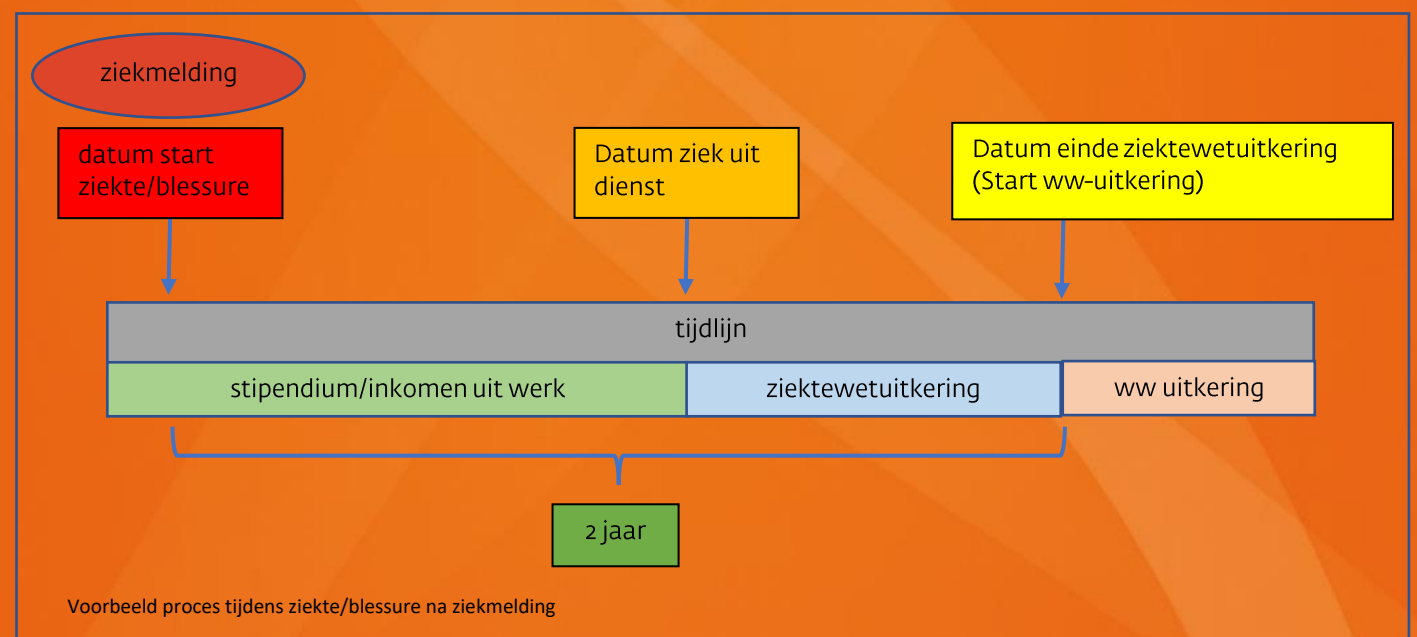 ziekmelding
datum start
ziekte/blessure
Datum ziek uit
dienst
Datum einde ziektewetuitkering
(Start ww-uitkering)
tijdlijn
stipendium/inkomen uit werk
ziektewetuitkering
ww uitkering
2 jaar
Voorbeeld proces tijdens ziekte/blessure na ziekmelding